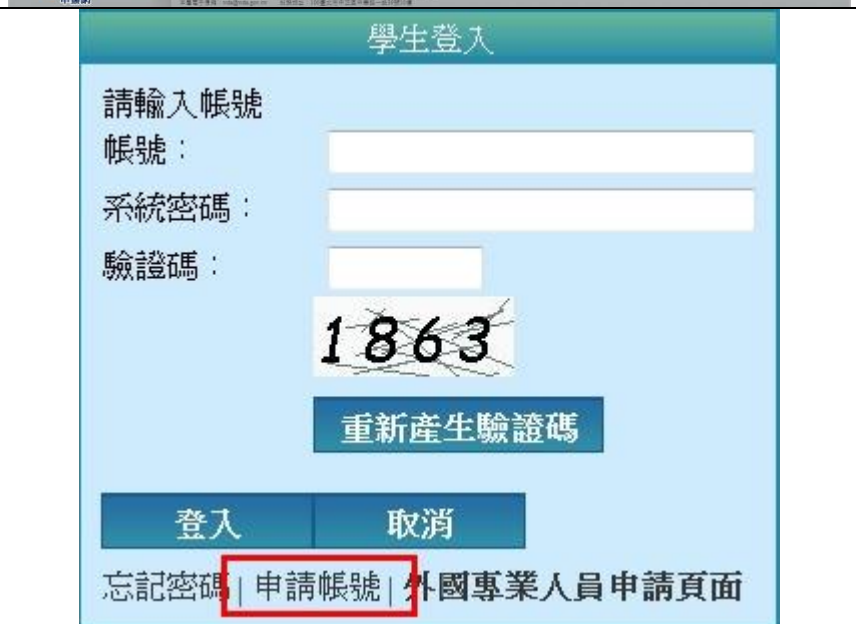 學生登入
請輸入帳號
帳號：
系統密碼：
驗證碼：
1863
重新產生驗證碼
登入 取消
忘記密碼 | 申請帳號 | 外國專業人員申請頁面